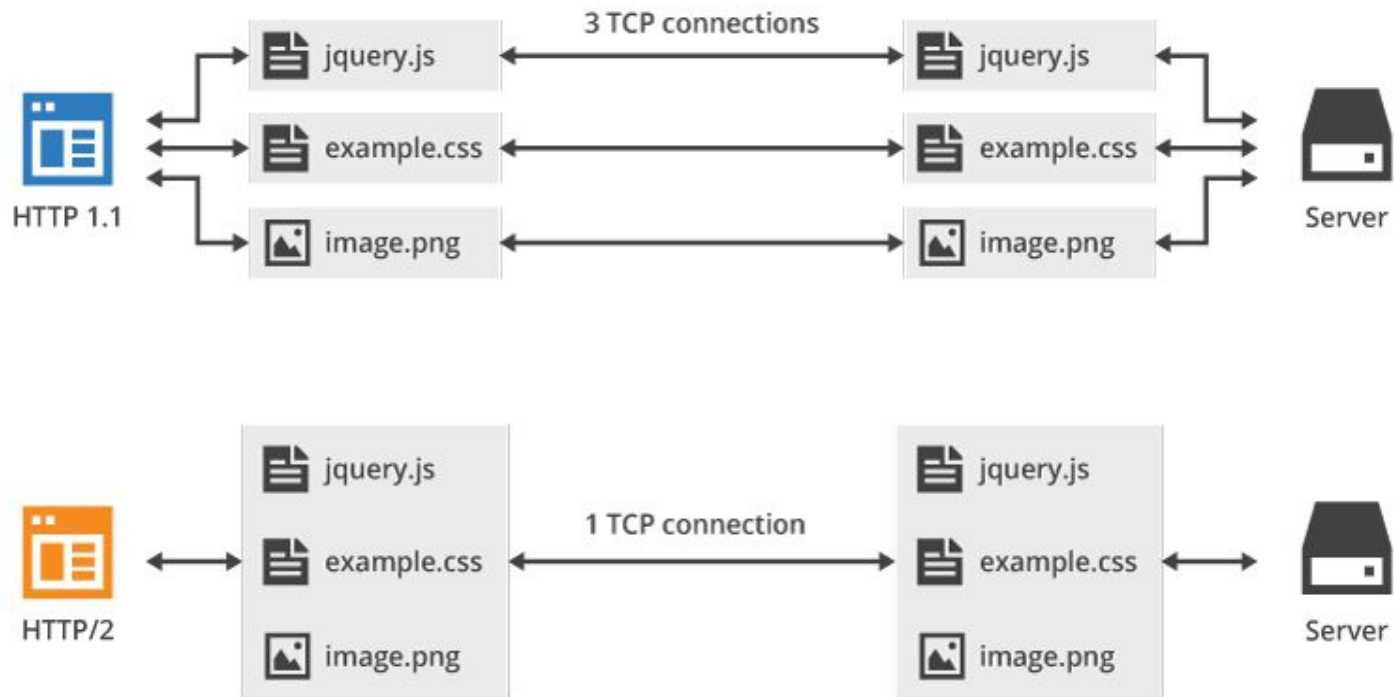 3 TCP connections
jquery.js
jquery.js
example.css
example.css
HTTP 1.1
Server
image.png
image.png
jquery.js
jquery.js
1 TCP connection
example.css
example.css
HTTP/2
Server
image.png
image.png